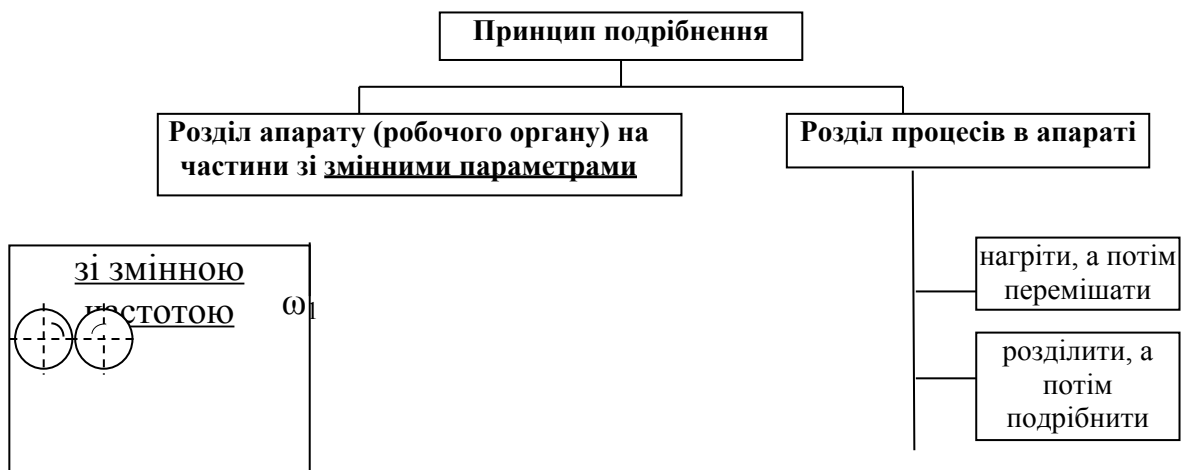 Принцип подрібнення
Розділ апарату (робочого органу) на
частини зі змінними параметрами
Розділ процесів в апараті
зі змінною
частотою ω1
нагріти, а потім
перемішати
розділити, а
потім
подрібнити